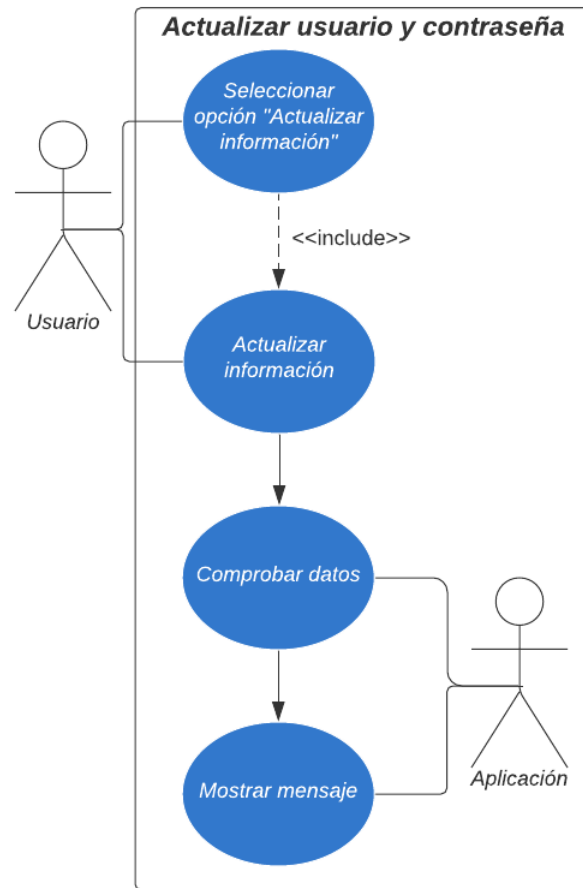 Actualizar usuario y contraseña
Seleccionar
opción "Actualizar
información"
<<include>>
Usuario
Actualizar
información
Comprobar datos
Mostrar mensaje
Aplicación